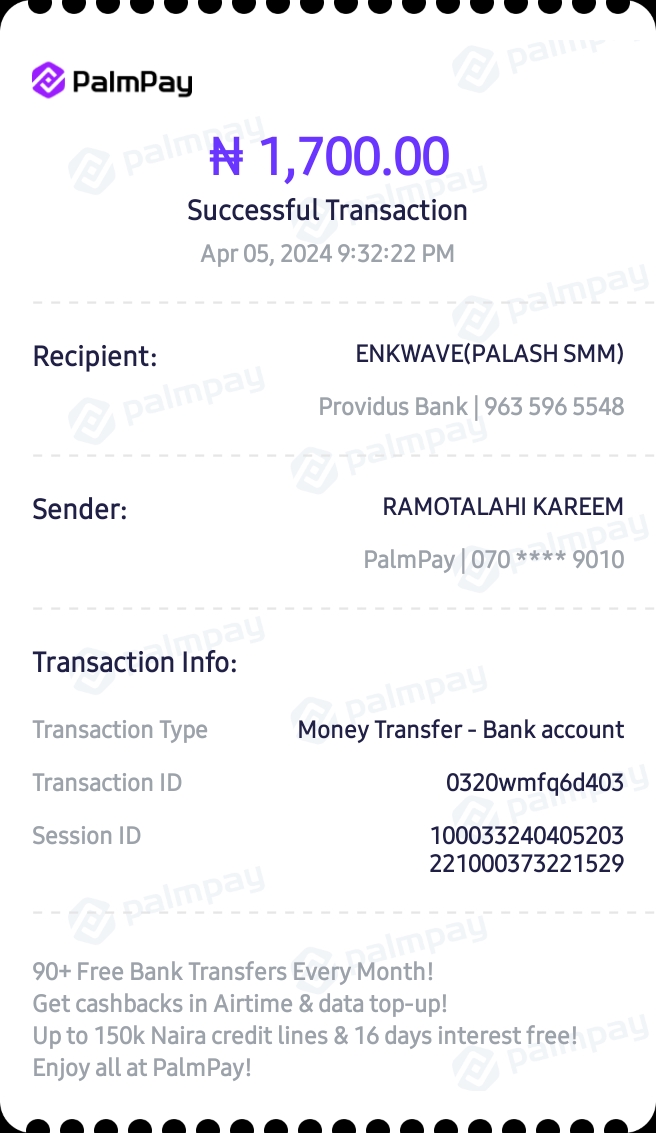 PalmPay
₦ 1,700.00
Successful Transaction
Apr 05, 2024 9:32:22 PM
Recipient: ENKWAVE(PALASH SMM)
Providus Bank | 963 596 5548
Sender: RAMOTALAHI KAREEM
PalmPay | 070 **** 9010
Transaction Info:
Transaction Type Money Transfer - Bank account
Transaction ID 0320wmfq6d403
Session ID 100033240405203
221000373221529
90+ Free Bank Transfers Every Month!
Get cashbacks in Airtime & data top-up!
Up to 150k Naira credit lines & 16 days interest free!
Enjoy all at PalmPay!